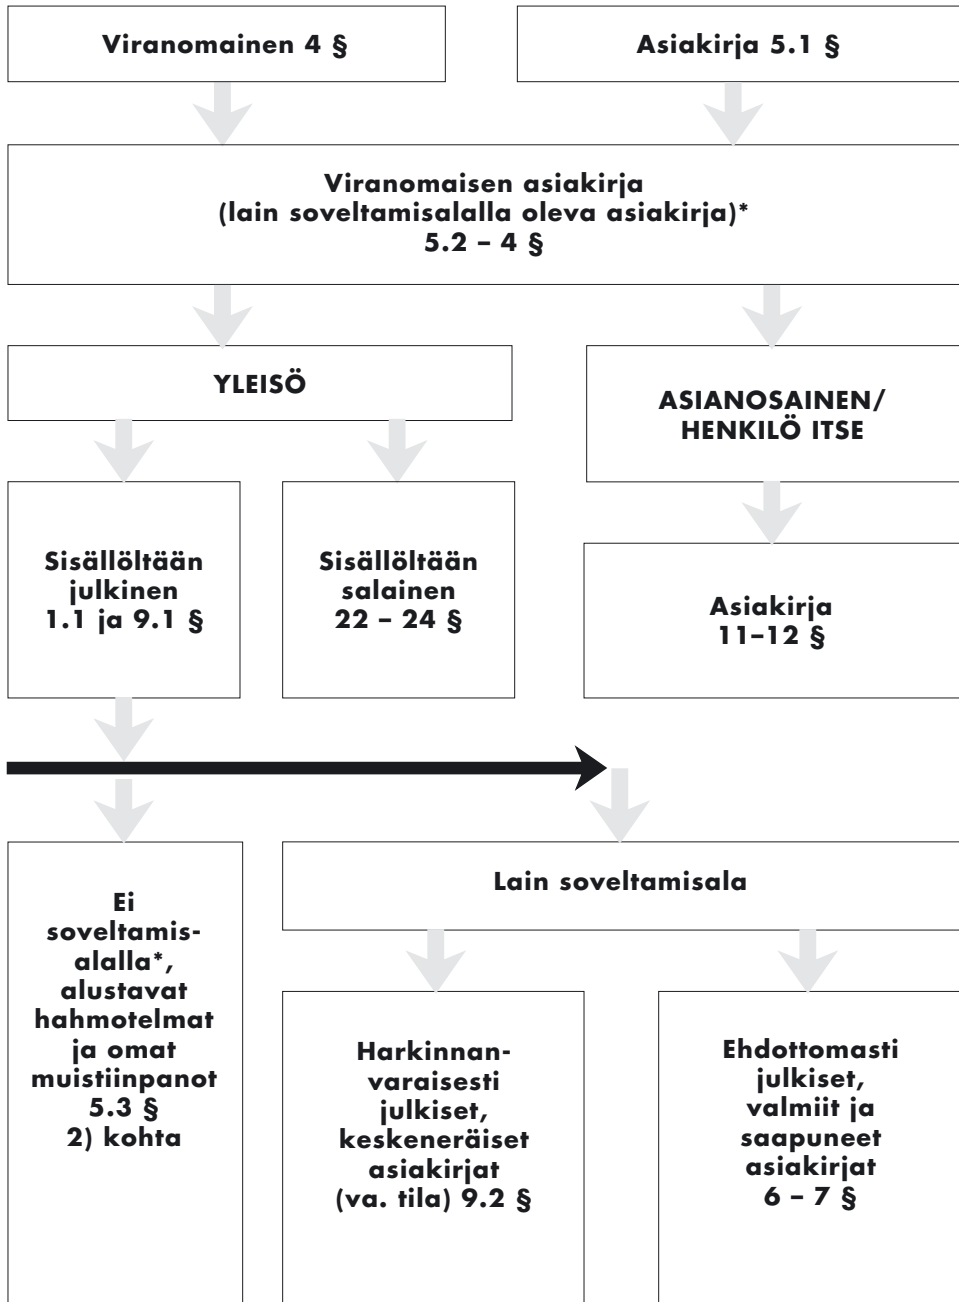 Viranomainen 4 §
Asiakirja 5.1 §
Viranomaisen asiakirja
(lain soveltamisalalla oleva asiakirja)*
5.2 – 4 §
YLEISÖ
ASIANOSAINEN/
HENKILÖ ITSE
Sisällöltään
julkinen
1.1 ja 9.1 §
Sisällöltään
salainen
22 – 24 §
Asiakirja
11–12 §
Lain soveltamisala
Ei
soveltamis-
alalla*,
alustavat
hahmotelmat
ja omat
muistiinpanot
5.3 §
2) kohta
Harkinnan-
varaisesti
julkiset,
keskeneräiset
asiakirjat
(va. tila) 9.2 §
Ehdottomasti
julkiset,
valmiit ja
saapuneet
asiakirjat
6 – 7 §